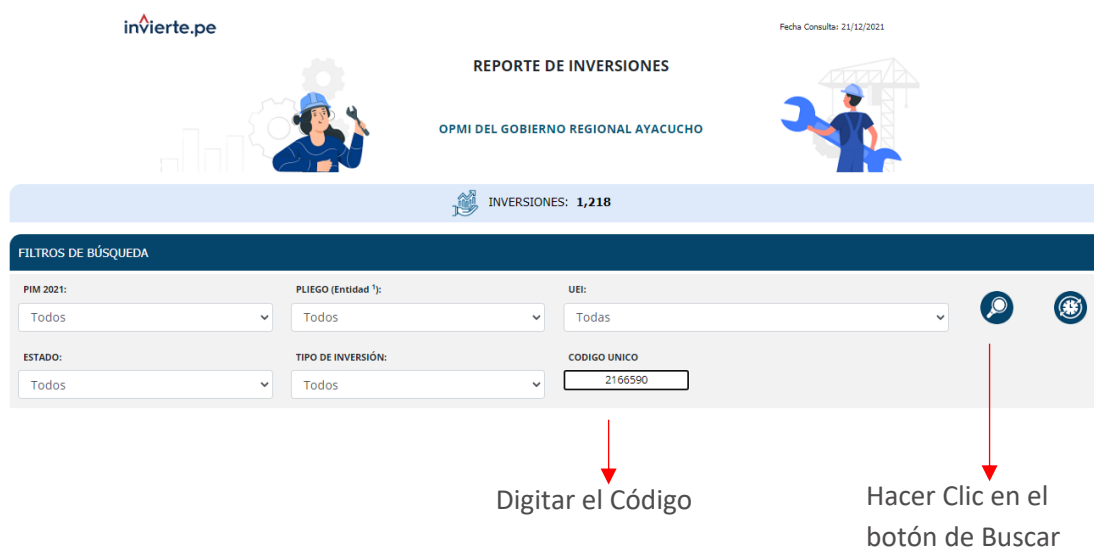 invierte.pe
Fecha Consulta: 21/12/2021
REPORTE DE INVERSIONES
OPMI DEL GOBIERNO REGIONAL AYACUCHO
INVERSIONES: 1,218
FILTROS DE BÚSQUEDA
PIM 2021: PLIEGO (Entidad ¹): UEI:
Todos Todos Todas
ESTADO: TIPO DE INVERSIÓN: CODIGO UNICO
Todos Todos 2166590
Digitar el Código
Hacer Clic en el
botón de Buscar